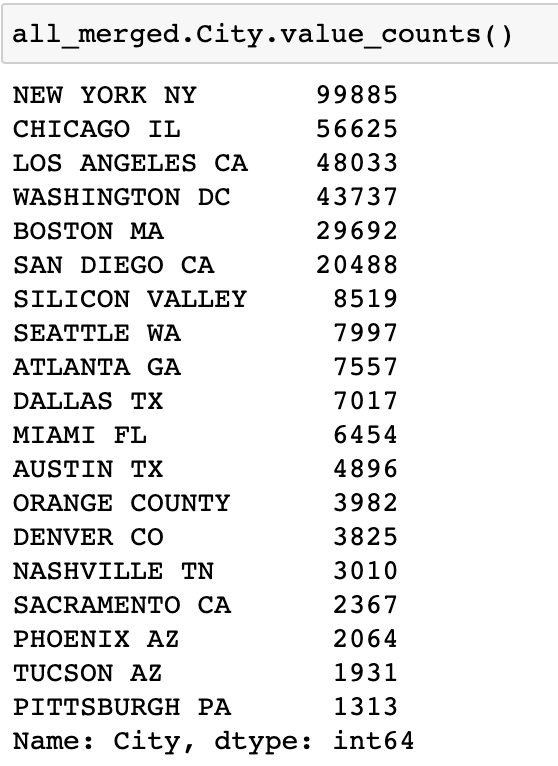 all_merged.City.value_counts()
NEW YORK NY 99885
CHICAGO IL 56625
LOS ANGELES CA 48033
WASHINGTON DC 43737
BOSTON MA 29692
SAN DIEGO CA 20488
SILICON VALLEY 8519
SEATTLE WA 7997
ATLANTA GA 7557
DALLAS TX 7017
MIAMI FL 6454
AUSTIN TX 4896
ORANGE COUNTY 3982
DENVER CO 3825
NASHVILLE TN 3010
SACRAMENTO CA 2367
PHOENIX AZ 2064
TUCSON AZ 1931
PITTSBURGH PA 1313
Name: City, dtype: int64